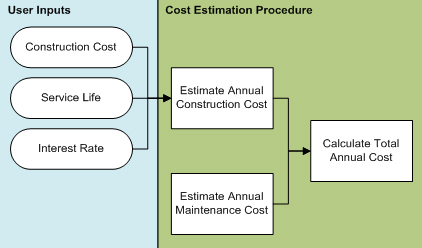 User Inputs
Cost Estimation Procedure
Construction Cost
Service Life
Interest Rate
Estimate Annual
Construction Cost
Estimate Annual
Maintenance Cost
Calculate Total
Annual Cost